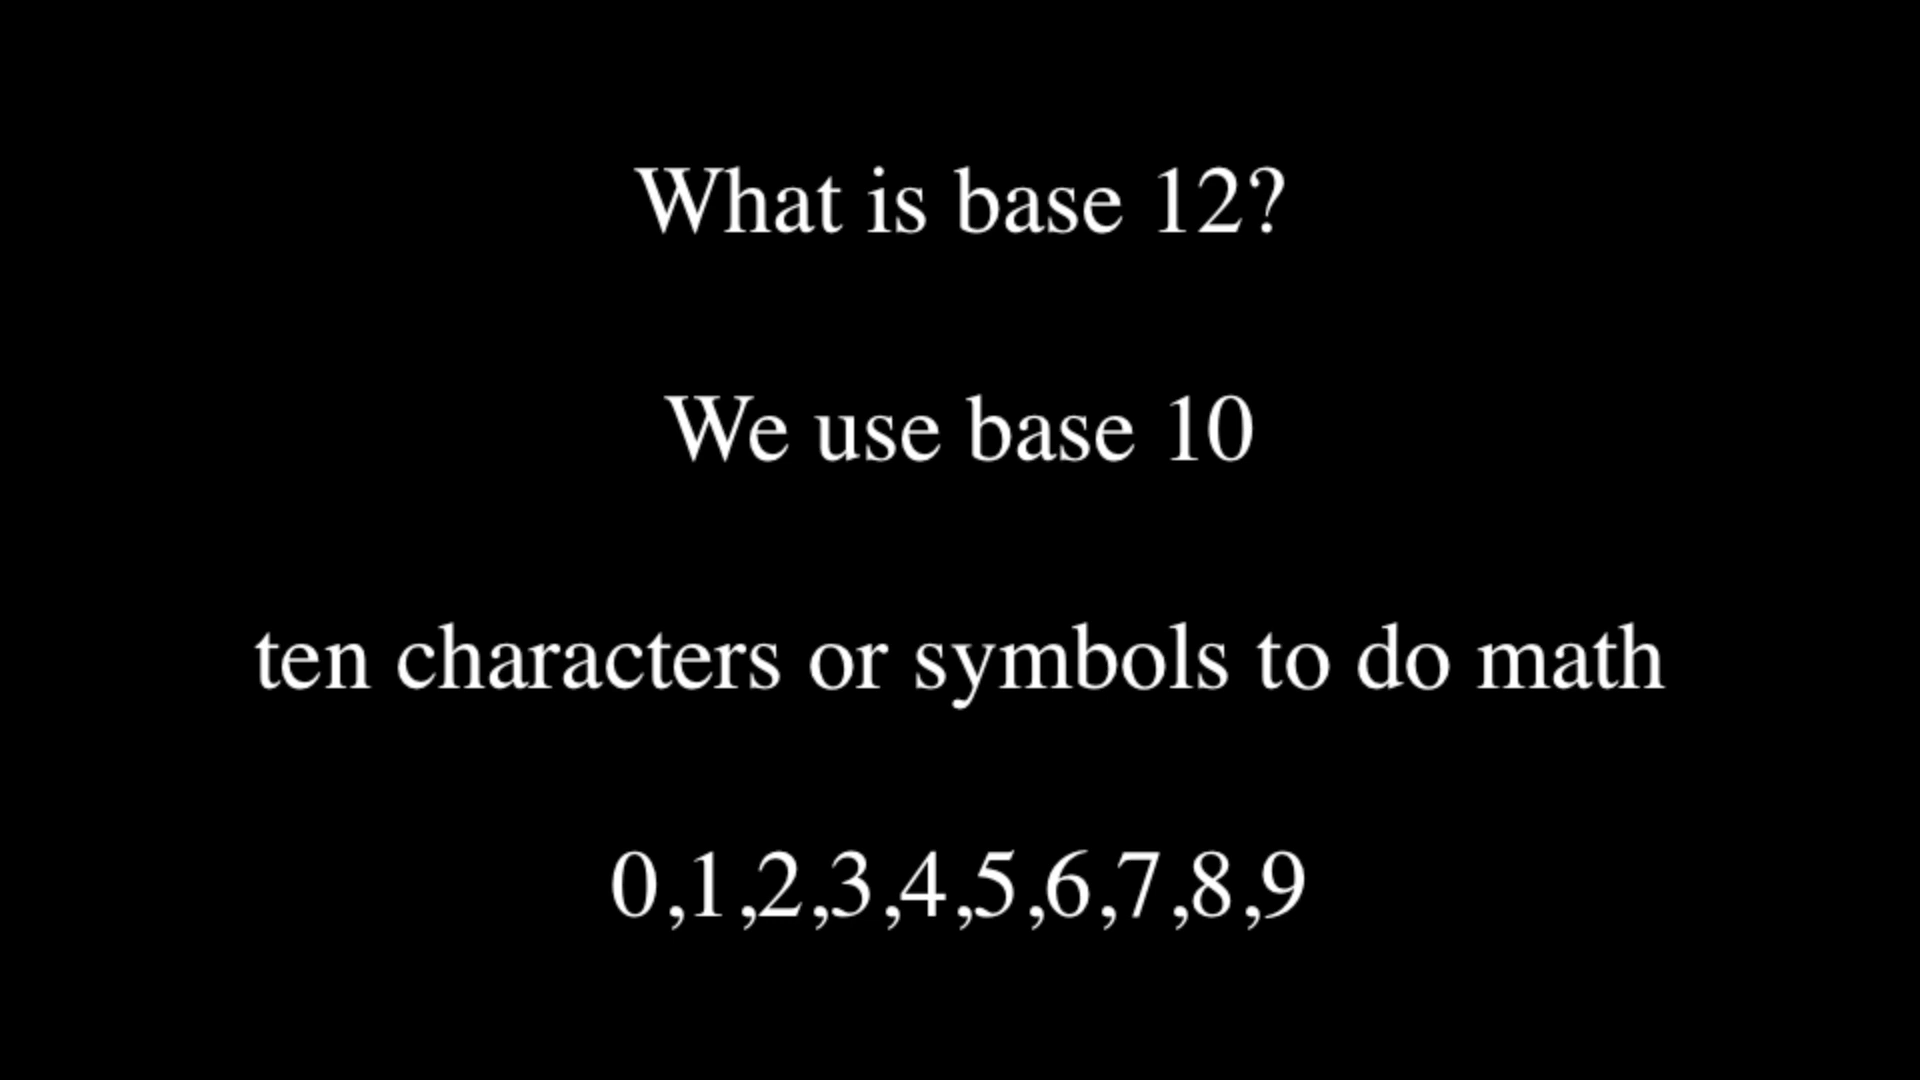 What is base 12?
We use base 10
ten characters or symbols to do math
0,1,2,3,4,5,6,7,8,9